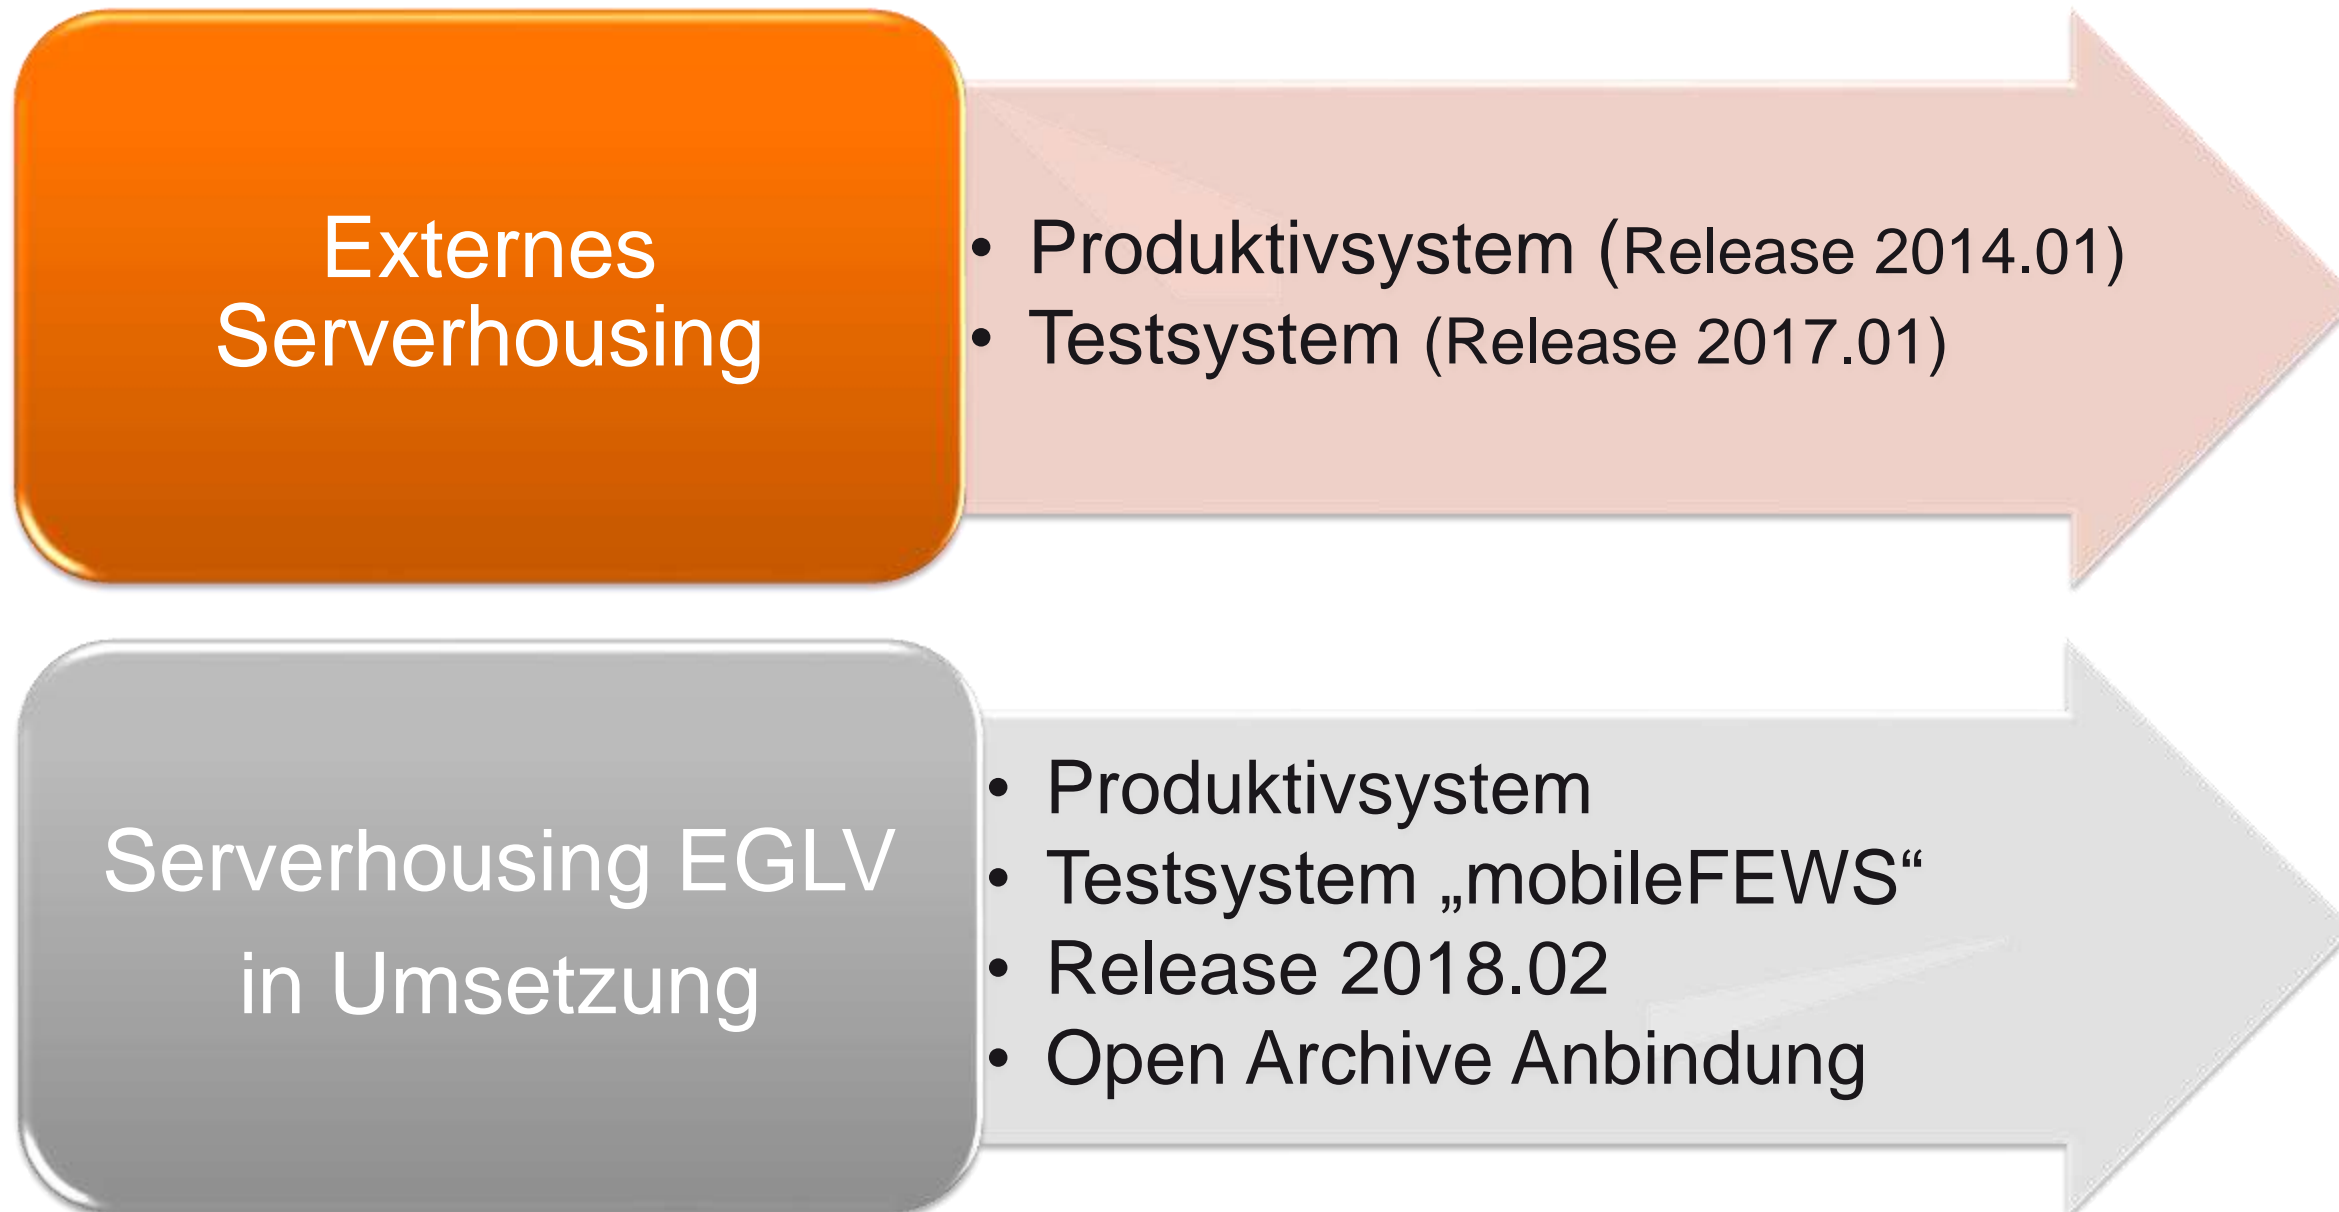 Externes
Serverhousing
• Produktivsystem (Release 2014.01)
• Testsystem (Release 2017.01)
Serverhousing EGLV
in Umsetzung
• Produktivsystem
• Testsystem „mobileFEWS“
• Release 2018.02
• Open Archive Anbindung